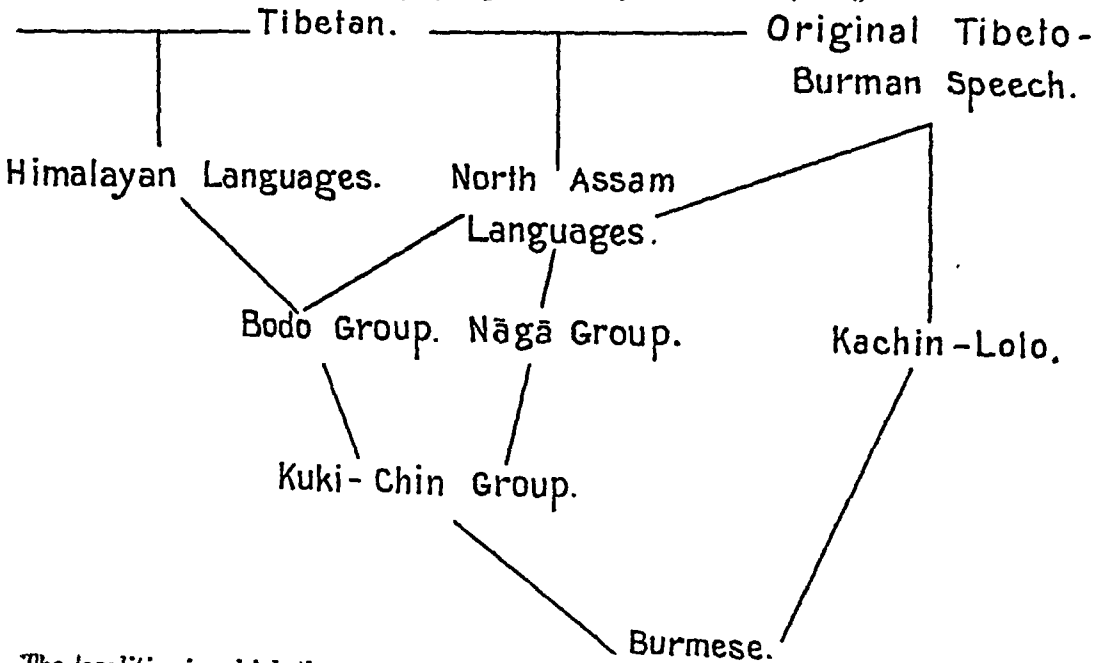 Tibetan.
Original Tibeto-
Burman Speech.
Himalayan Languages.
North Assam
Languages.
Bodo Group. Nāgā Group.
Kachin-Lolo.
Kuki-Chin Group.
Burmese.